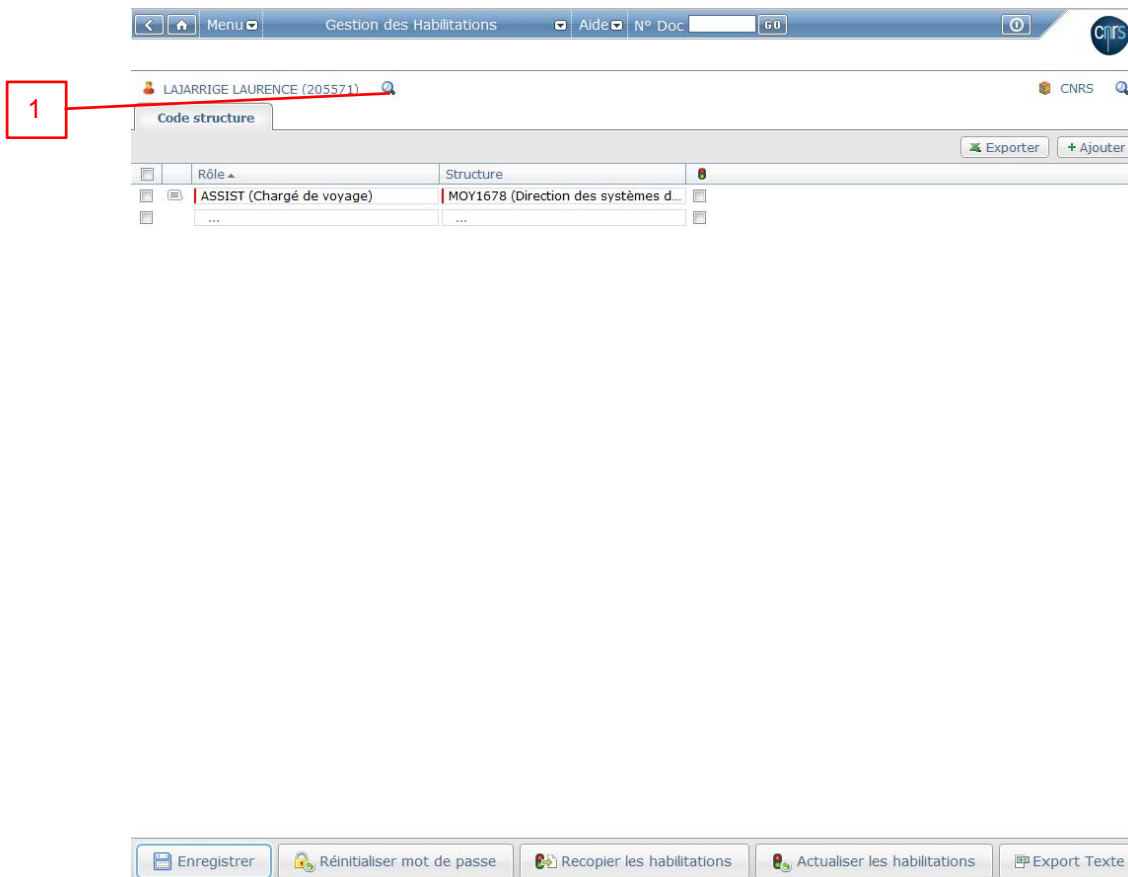 Menu Gestion des Habilitations Aide N° Doc GO
cnrs
LAJARRIGE LAURENCE (205571) CNRS
1
Code structure
Exporter + Ajouter
Rôle Structure
ASSIST (Chargé de voyage) MOY1678 (Direction des systèmes d...
... ...
Enregistrer Réinitialiser mot de passe Recopier les habilitations Actualiser les habilitations Export Texte